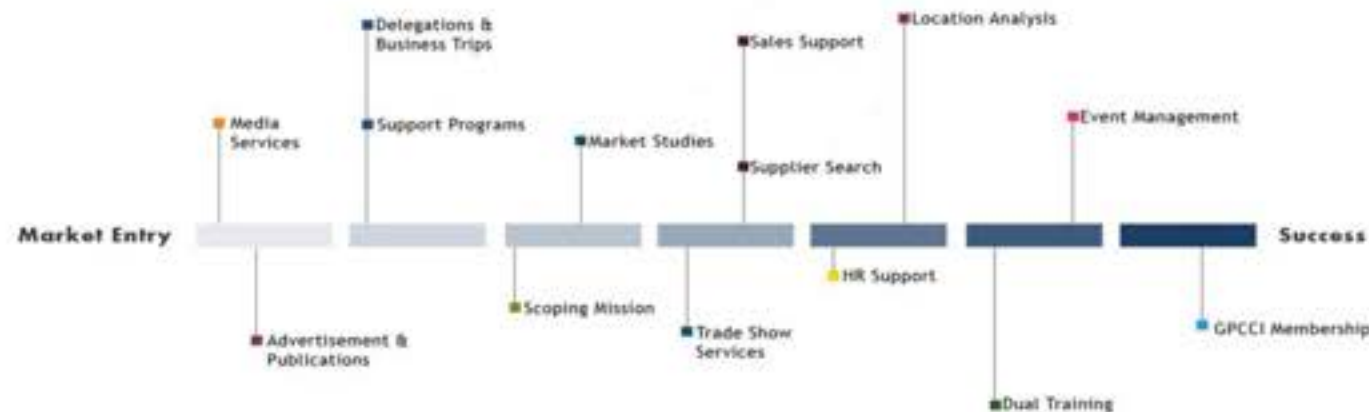 Location Analysis
Delegations &
Business Trips
Sales Support
Event Management
Media
Services
Support Programs
Market Studies
Supplier Search
Market Entry
Success
HR Support
Scoping Mission
GPCCI Membership
Trade Show
Services
Advertisement &
Publications
Dual Training